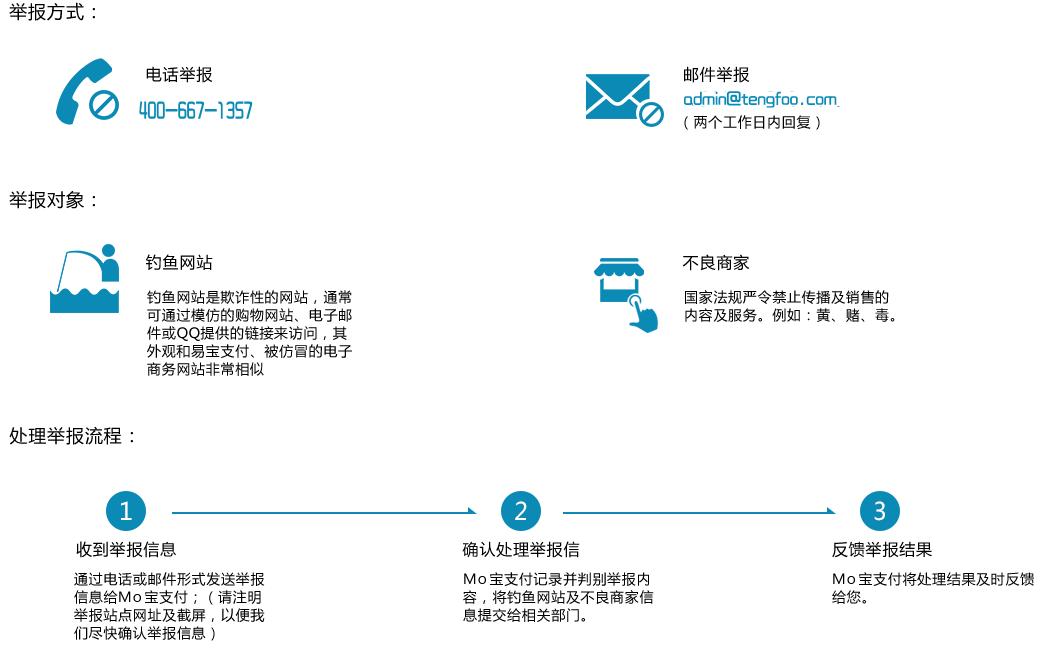 举报方式：
电话举报
400-667-1357
邮件举报
admin@tengfoo.com
（两个工作日内回复）
举报对象：
钓鱼网站
钓鱼网站是欺诈性的网站，通常
可通过模仿的购物网站、电子邮
件或QQ提供的链接来访问，其
外观和易宝支付、被仿冒的电子
商务网站非常相似
不良商家
国家法规严令禁止传播及销售的
内容及服务。例如：黄、赌、毒。
处理举报流程：
1
收到举报信息
通过电话或邮件形式发送举报
信息给Mo宝支付；（请注明
举报站点网址及截屏，以便我
们尽快确认举报信息）
2
确认处理举报信
Mo宝支付记录并判别举报内
容，将钓鱼网站及不良商家信
息提交给相关部门。
3
反馈举报结果
Mo宝支付将处理结果及时反馈
给您。